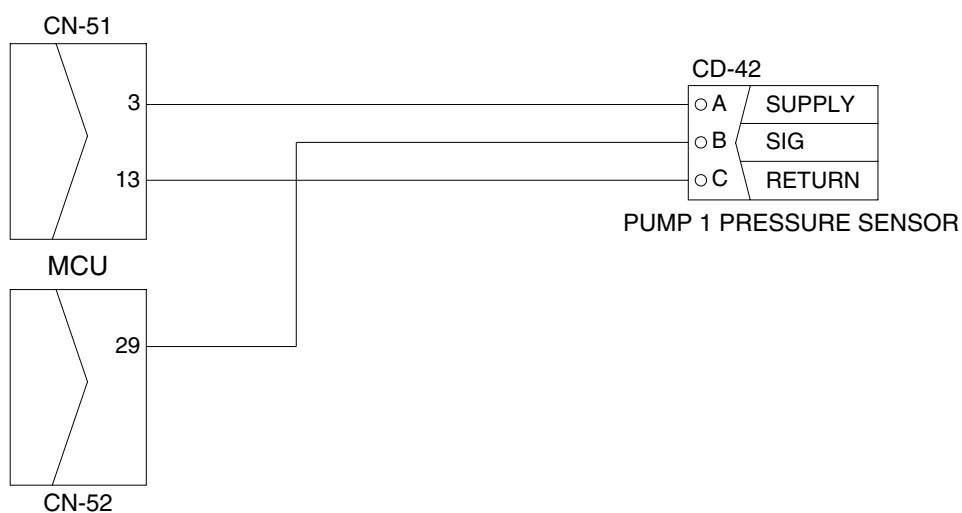 CN-51
CD-42
3
A
SUPPLY
B
SIG
13
C
RETURN
PUMP 1 PRESSURE SENSOR
MCU
29
CN-52